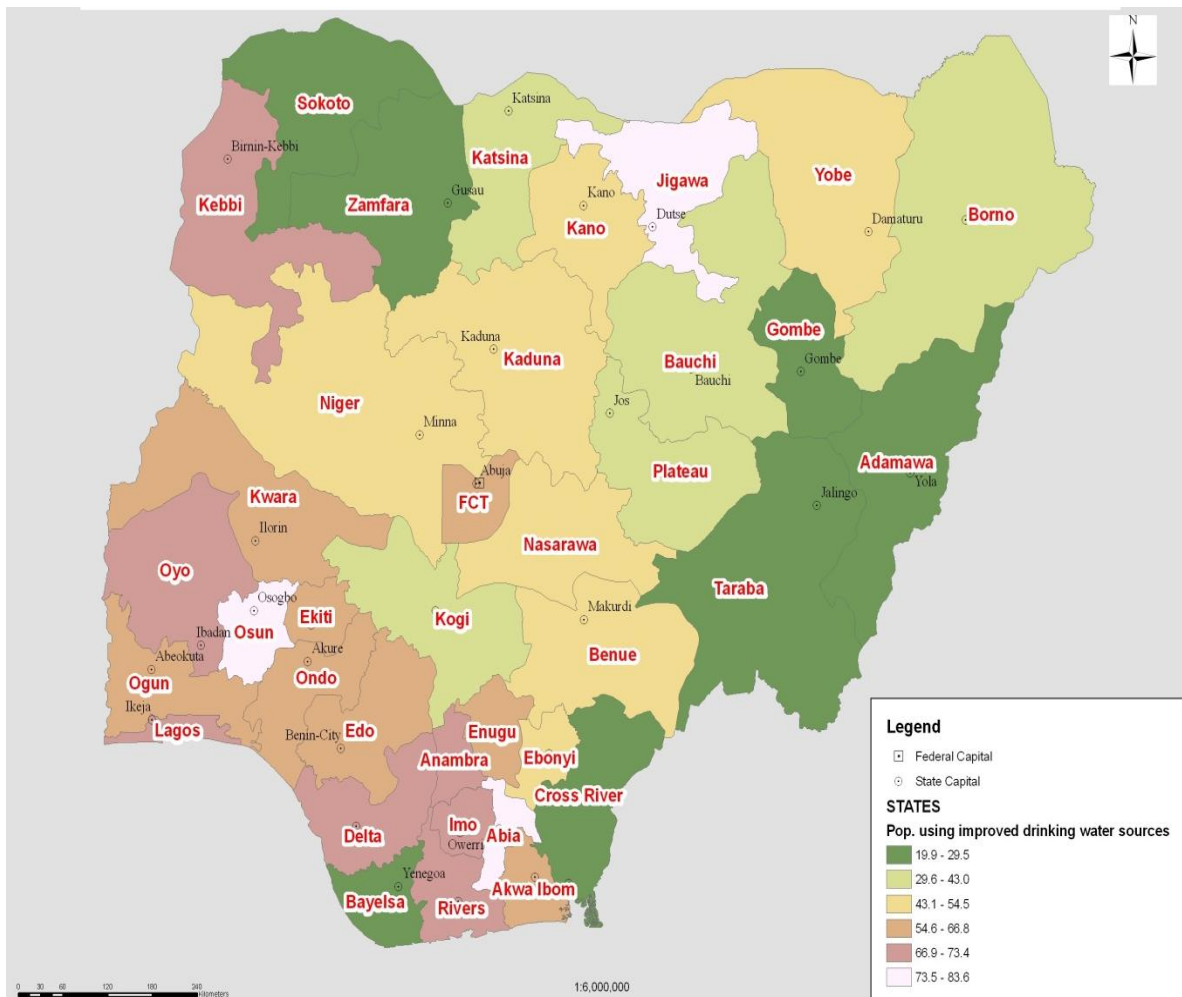 N
Sokoto
Katsina
Birnin-Kebbi
Katsina
Jigawa
Yobe
Kebbi
Zamfara
Gusau
Kano
Kano
Dutse
Damaturu
Borno
Gombe
Kaduna
Kaduna
Bauchi
Bauchi
Gombe
Niger
Jos
Minna
Plateau
Adamawa
Yola
Abuja
FCT
Jalingo
Kwara
Ilorin
Nasarawa
Oyo
Taraba
Osogbo
Osun
Ekiti
Kogi
Makurdi
Ibadan
Abeokuta
Akure
Ondo
Benue
Ogun
Ikeja
Lagos
Benin-City
Edo
Enugu
Anambra
Ebonyi
Cross River
Delta
Imo
Owerri
Abia
Yenegoa
Bayelsa
Rivers
Akwa Ibom
Legend
Federal Capital
State Capital
STATES
Pop. using improved drinking water sources
19.9 - 29.5
29.6 - 43.0
43.1 - 54.5
54.6 - 66.8
66.9 - 73.4
73.5 - 83.6
0 30 60 120 180 240
Kilometers
1:6,000,000